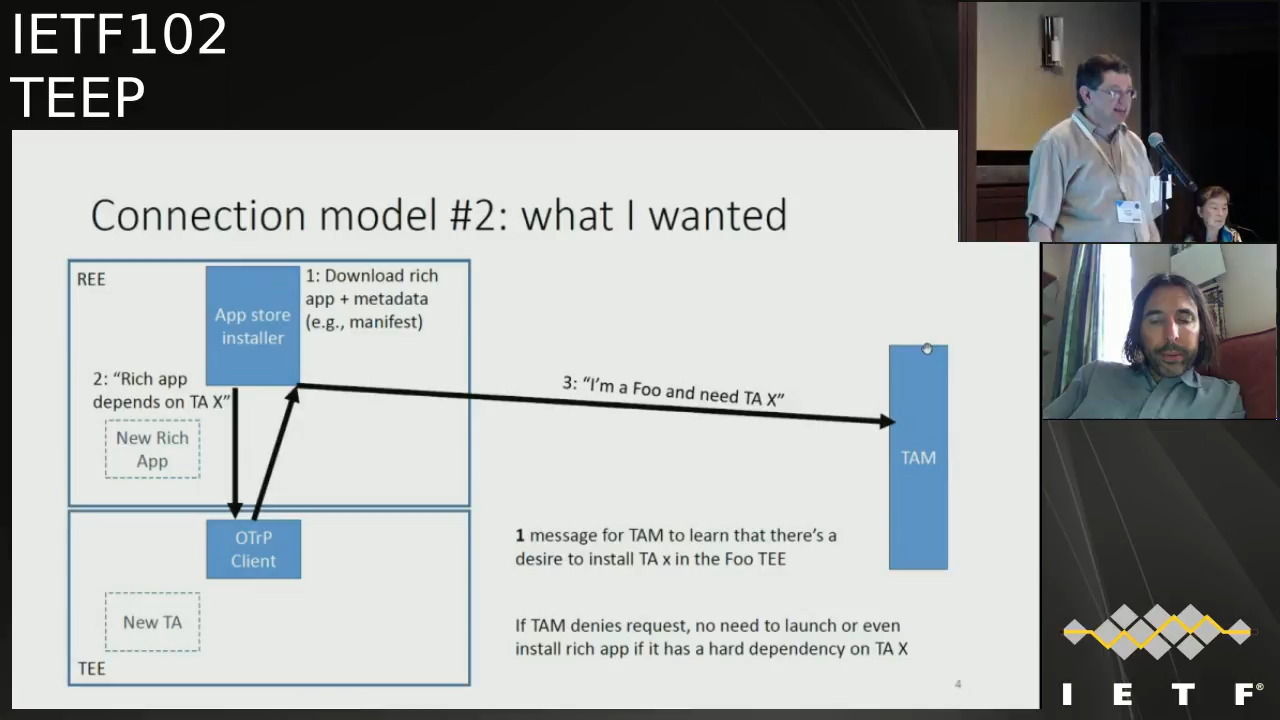 IETF102
TEEP
Connection model #2: what I wanted
REE
App store
installer
1: Download rich
app + metadata
(e.g., manifest)
2: “Rich app
depends on TA X”
3: “I’m a Foo and need TA X”
New Rich
App
TAM
OTrP
Client
1 message for TAM to learn that there’s a
desire to install TA x in the Foo TEE
New TA
If TAM denies request, no need to launch or even
install rich app if it has a hard dependency on TA X
TEE
4
I E T F®